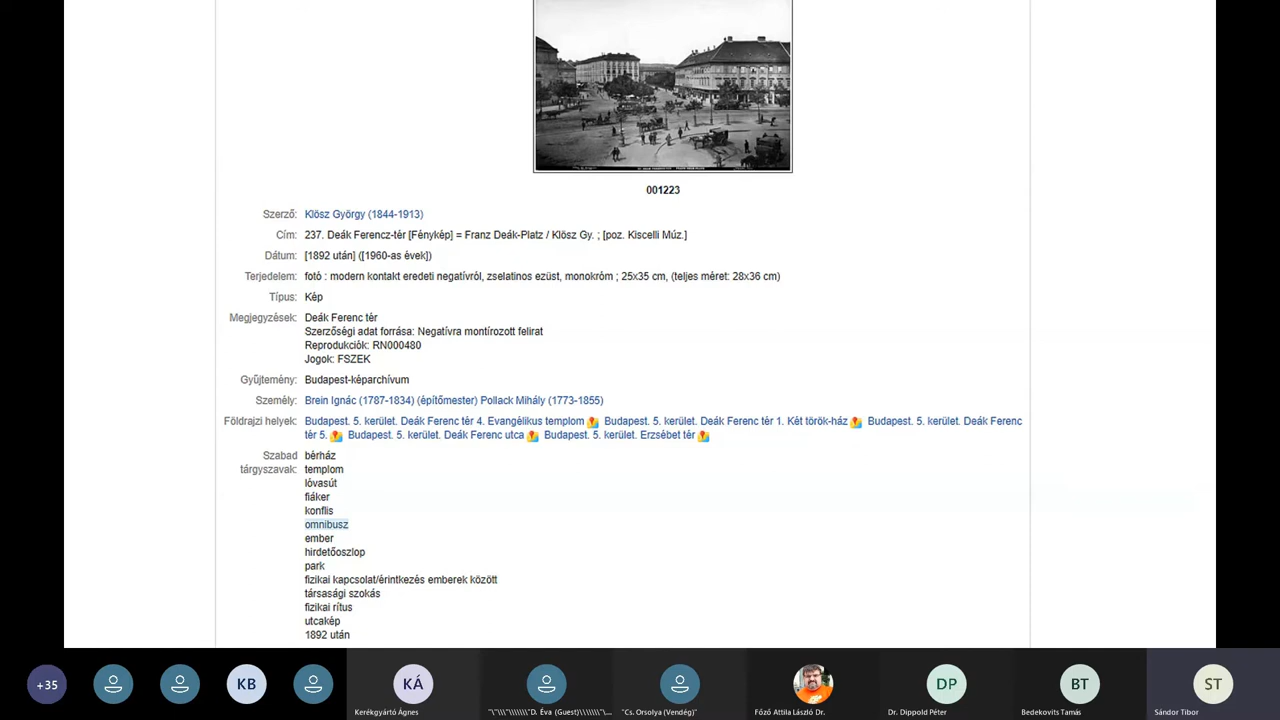 001223
Szerző: Klösz György (1844-1913)
Cím: 237. Deák Ferencz-tér [Fénykép] = Franz Deák-Platz / Klösz Gy. ; [poz. Kiscelli Múz.]
Dátum: [1892 után] ([1960-as évek])
Terjedelem: fotó : modern kontakt eredeti negatívról, zselatinos ezüst, monokróm ; 25x35 cm, (teljes méret: 28x36 cm)
Típus: Kép
Megjegyzések: Deák Ferenc tér
Szerzőségi adat forrása: Negatívra montírozott felirat
Reprodukciók: RN000480
Jogok: FSZEK
Gyűjtemény: Budapest-képarchívum
Személy: Brein Ignác (1787-1834) (építőmester) Pollack Mihály (1773-1855)
Földrajzi helyek: Budapest. 5. kerület. Deák Ferenc tér 4. Evangélikus templom Budapest. 5. kerület. Deák Ferenc tér 1. Két török-ház Budapest. 5. kerület. Deák Ferenc
tér 5. Budapest. 5. kerület. Deák Ferenc utca Budapest. 5. kerület. Erzsébet tér
Szabad bérház
tárgyszavak: templom
lóvasút
fiáker
konflis
omnibusz
ember
hirdetőoszlop
park
fizikai kapcsolat/érintkezés emberek között
társasági szokás
fizikai rítus
utcakép
1892 után
+35 KB KÁ DP BT ST
Kerékgyártó Ágnes "\"\\\"\\\\\\\"D. Éva (Guest)\\\\\\\"\... "Cs. Orsolya (Vendég)" Főző Attila László Dr. Dr. Dippold Péter Bedekovits Tamás Sándor Tibor